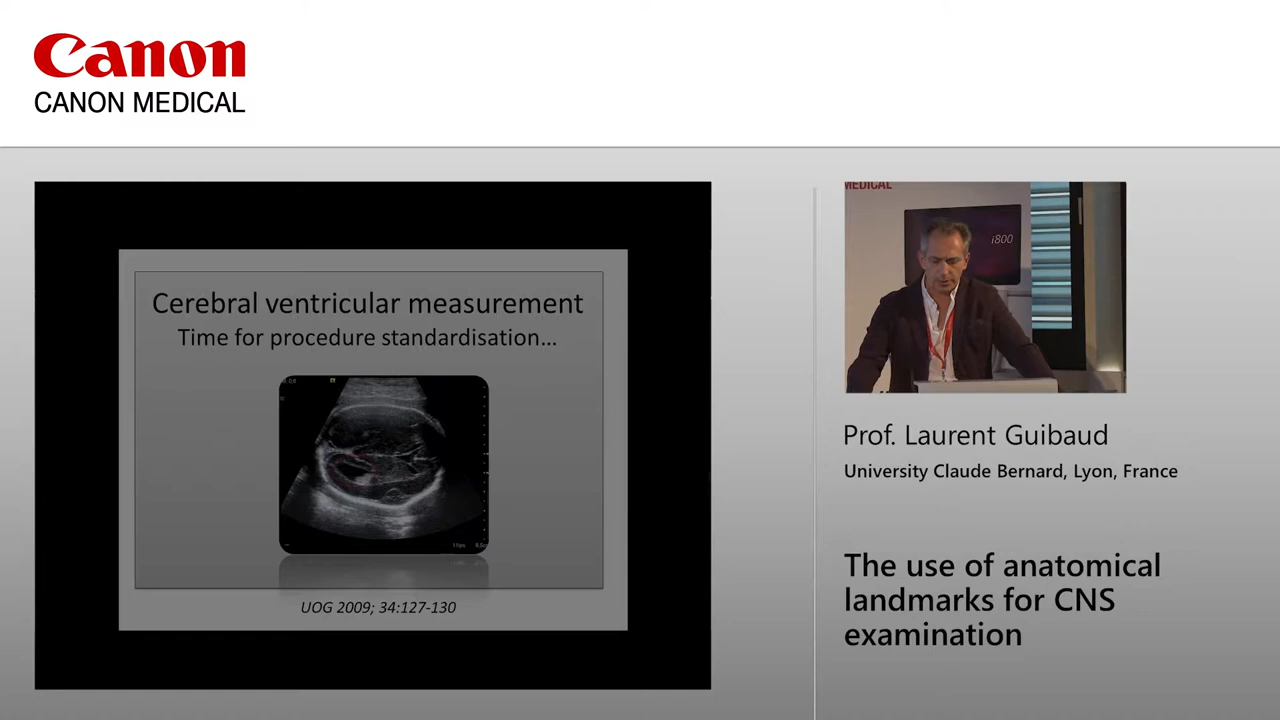 Canon
CANON MEDICAL
Cerebral ventricular measurement
Time for procedure standardisation...
UOG 2009; 34:127-130
MEDICAL
i800
Prof. Laurent Guibaud
University Claude Bernard, Lyon, France
The use of anatomical
landmarks for CNS
examination